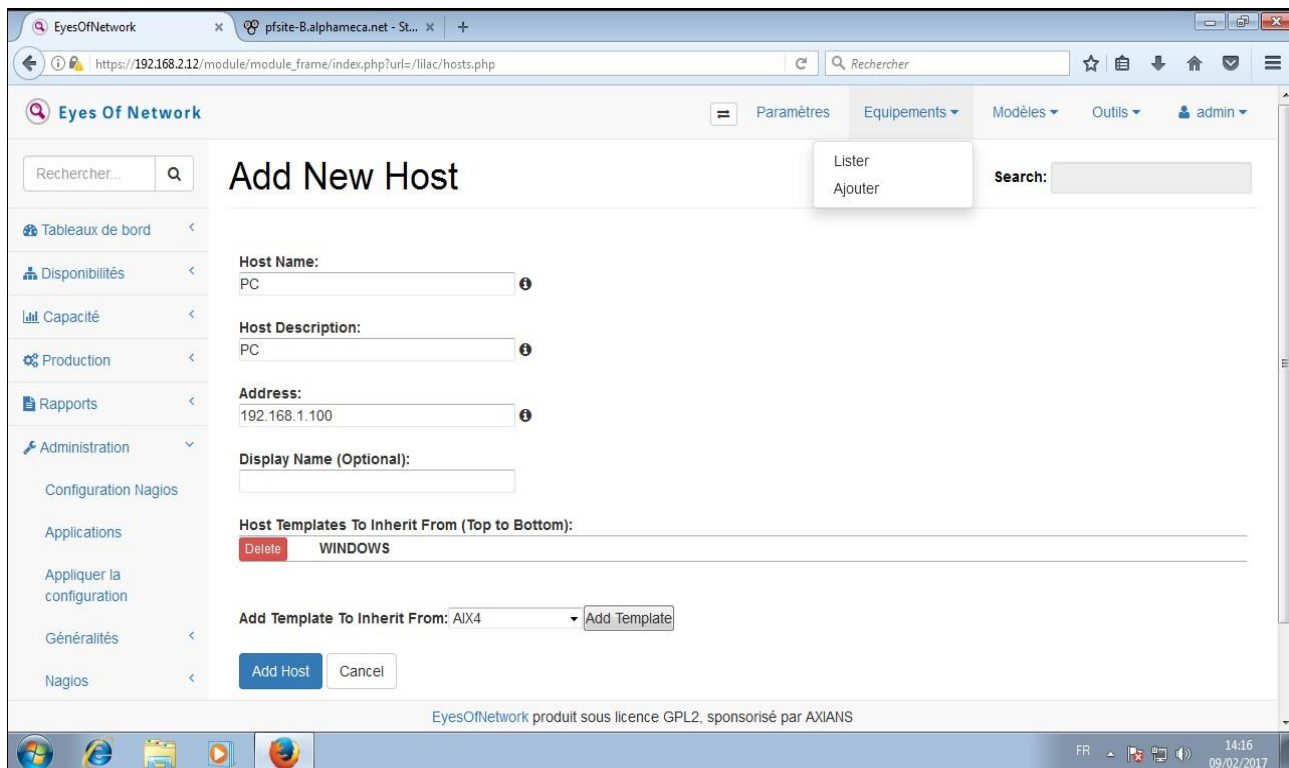 EyesOfNetwork
pfsite-B.alphameca.net - St...
https://192.168.2.12/module/module_frame/index.php?url=/lilac/hosts.php
Rechercher
Eyes Of Network
Paramètres
Equipements
Modèles
Outils
admin
Lister
Ajouter
Rechercher...
Add New Host
Search:
Tableaux de bord
Disponibilités
Capacité
Production
Rapports
Administration
Configuration Nagios
Applications
Appliquer la
configuration
Généralités
Nagios
Host Name:
PC
Host Description:
PC
Address:
192.168.1.100
Display Name (Optional):
Host Templates To Inherit From (Top to Bottom):
Delete WINDOWS
Add Template To Inherit From: AIX4 Add Template
Add Host Cancel
EyesOfNetwork produit sous licence GPL2, sponsorisé par AXIANS
FR
14:16
09/02/2017